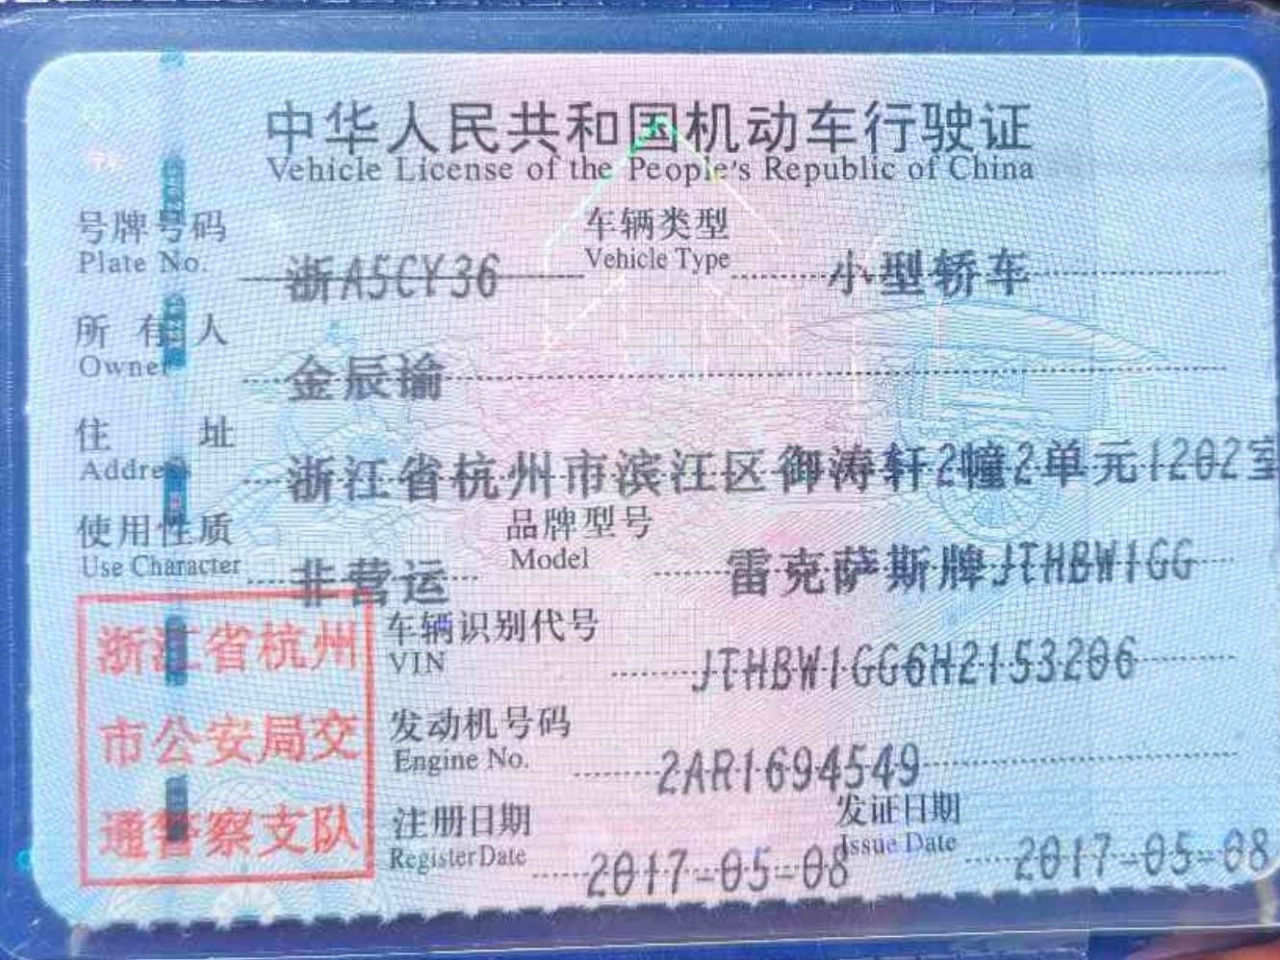 中华人民共和国机动车行驶证
Vehicle License of the People's Republic of China
号牌号码 浙A5CY36 车辆类型 小型轿车
Plate No. Vehicle Type
所有人 金辰瑜
Owner
住址 浙江省杭州市滨江区御涛轩2幢2单元1202室
Address
使用性质 非营运 品牌型号 雷克萨斯牌JTHBW1GG
Use Character Model
车辆识别代号 JTHBW1GG6H2153206
VIN
发动机号码 2AR1694549
Engine No.
注册日期 2017-05-08 发证日期 2017-05-08
Register Date Issue Date
浙江省杭州
市公安局交
通警察支队